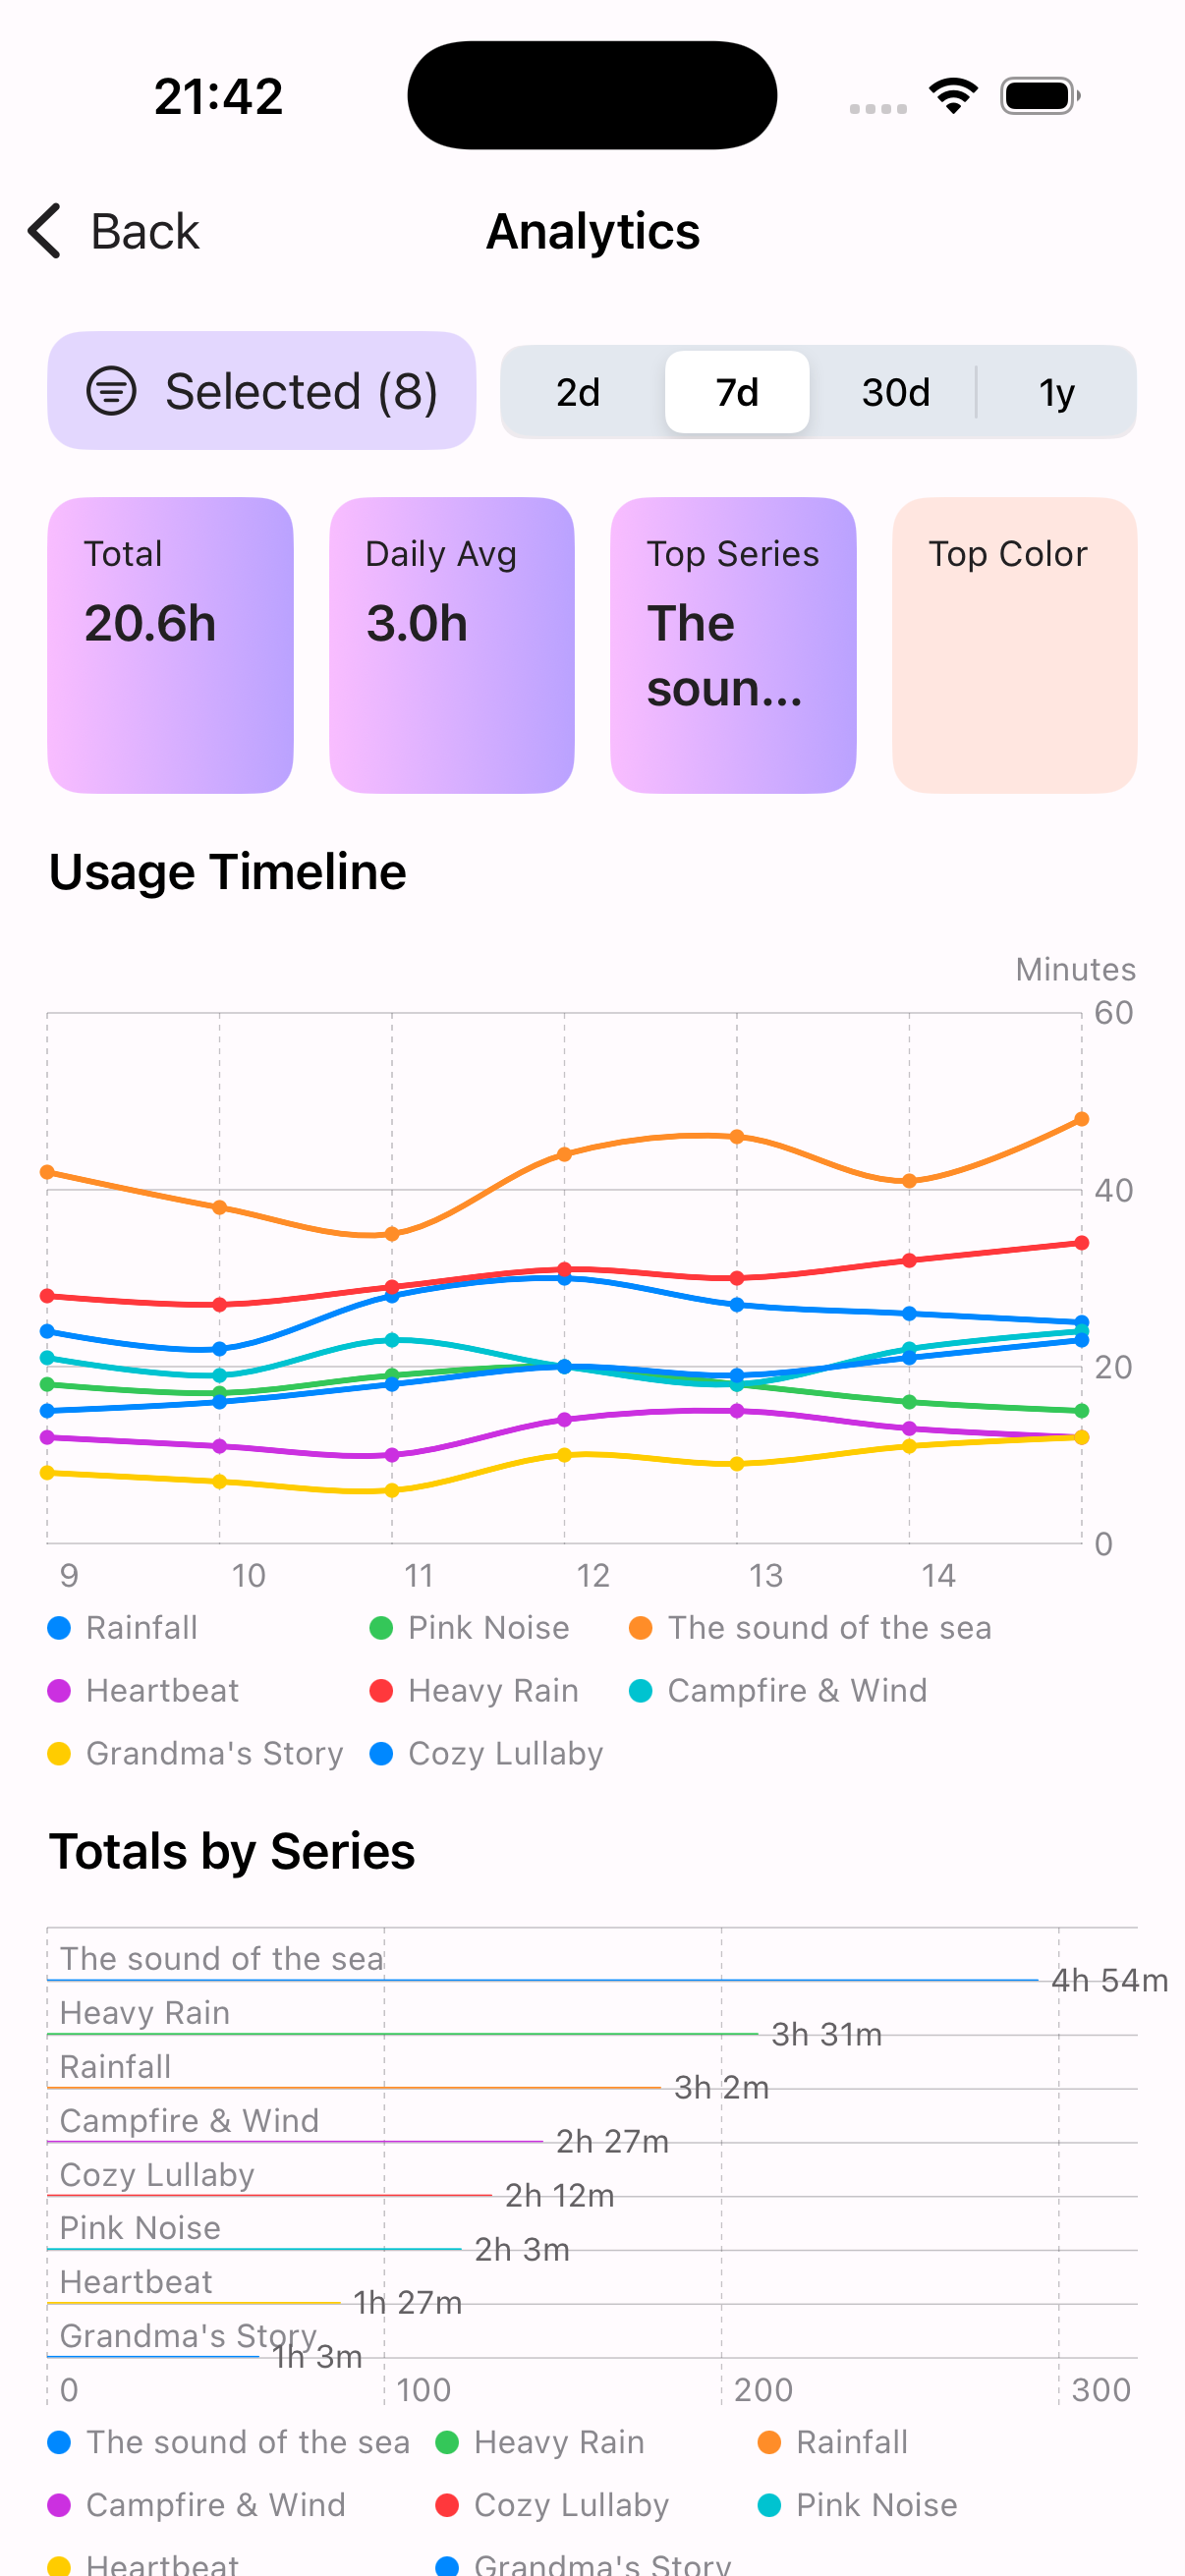 21:42
Back
Analytics
Selected (8)
2d
7d
30d
1y
Total
20.6h
Daily Avg
3.0h
Top Series
The
soun...
Top Color
Usage Timeline
Minutes
60
40
20
0
9
10
11
12
13
14
Rainfall
Pink Noise
The sound of the sea
Heartbeat
Heavy Rain
Campfire & Wind
Grandma's Story
Cozy Lullaby
Totals by Series
The sound of the sea
4h 54m
Heavy Rain
3h 31m
Rainfall
3h 2m
Campfire & Wind
2h 27m
Cozy Lullaby
2h 12m
Pink Noise
2h 3m
Heartbeat
1h 27m
Grandma's Story
1h 3m
0
100
200
300
The sound of the sea
Heavy Rain
Rainfall
Campfire & Wind
Cozy Lullaby
Pink Noise
Heartbeat
Grandma's Story